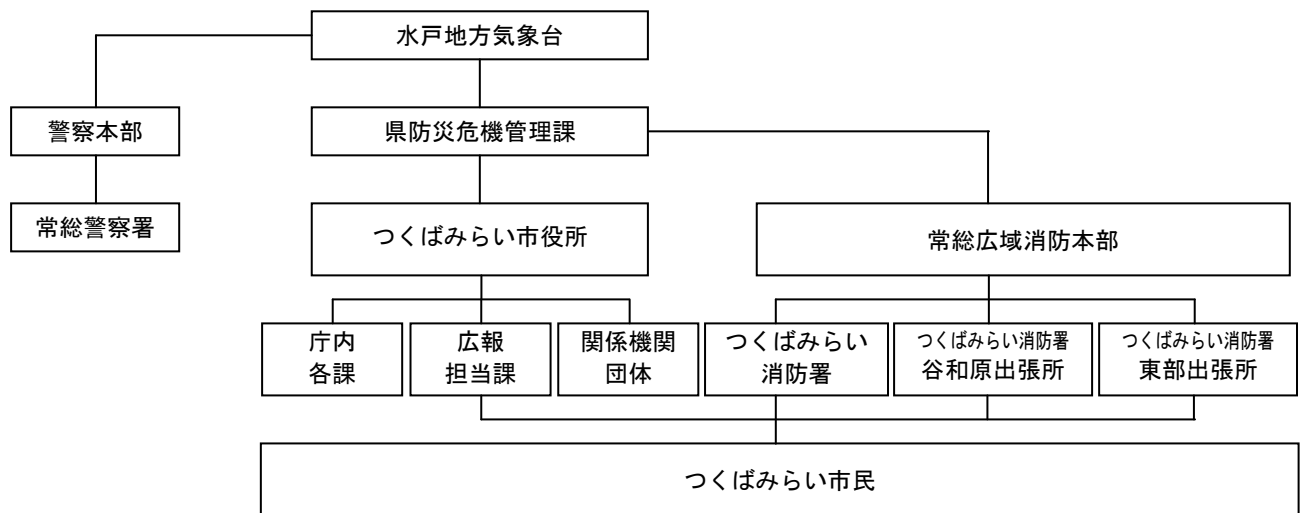 水戸地方気象台
警察本部
県防災危機管理課
常総警察署
つくばみらい市役所
常総広域消防本部
庁内
各課
広報
担当課
関係機関
団体
つくばみらい
消防署
つくばみらい消防署
谷和原出張所
つくばみらい消防署
東部出張所
つくばみらい市民